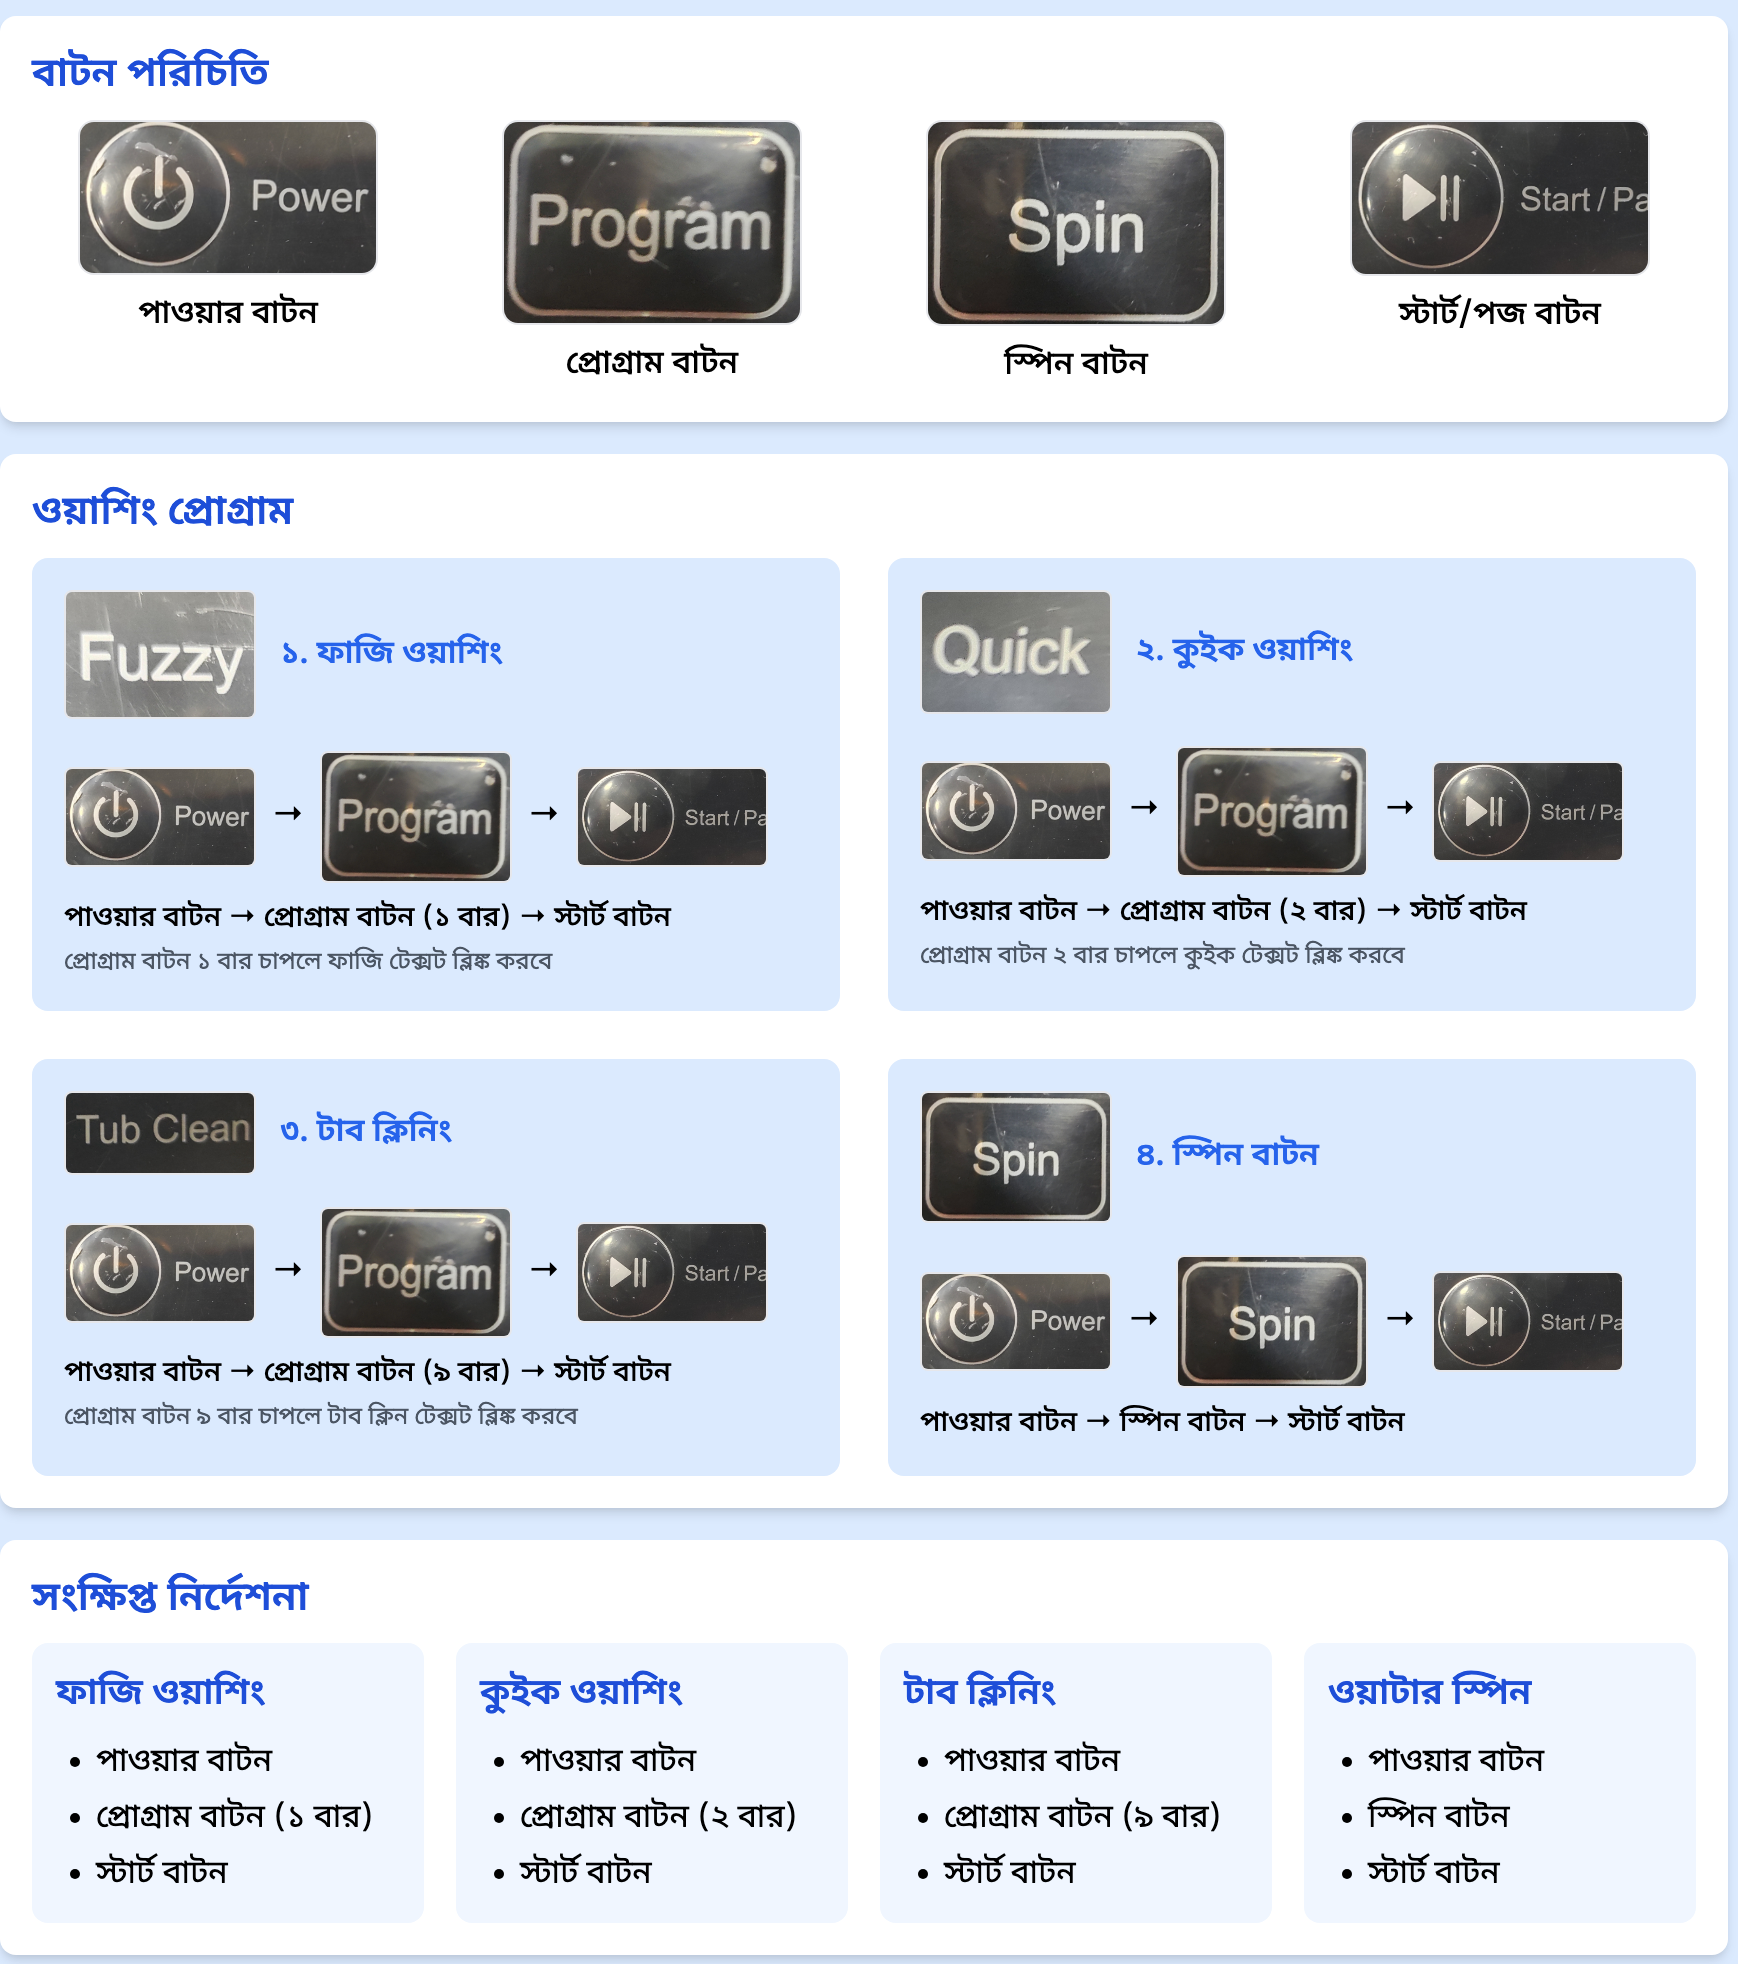 বাটন পরিচিতি
Power
Program
Spin
Start / Pa
পাওয়ার বাটন
প্রোগ্রাম বাটন
স্পিন বাটন
স্টার্ট/পজ বাটন
ওয়াশিং প্রোগ্রাম
Fuzzy
১. ফাজি ওয়াশিং
Power → Program → Start / Pa
পাওয়ার বাটন → প্রোগ্রাম বাটন (১ বার) → স্টার্ট বাটন
প্রোগ্রাম বাটন ১ বার চাপলে ফাজি টেক্সট ব্লিঙ্ক করবে
Quick
২. কুইক ওয়াশিং
Power → Program → Start / Pa
পাওয়ার বাটন → প্রোগ্রাম বাটন (২ বার) → স্টার্ট বাটন
প্রোগ্রাম বাটন ২ বার চাপলে কুইক টেক্সট ব্লিঙ্ক করবে
Tub Clean
৩. টাব ক্লিনিং
Power → Program → Start / Pa
পাওয়ার বাটন → প্রোগ্রাম বাটন (৯ বার) → স্টার্ট বাটন
প্রোগ্রাম বাটন ৯ বার চাপলে টাব ক্লিন টেক্সট ব্লিঙ্ক করবে
Spin
৪. স্পিন বাটন
Power → Spin → Start / Pa
পাওয়ার বাটন → স্পিন বাটন → স্টার্ট বাটন
সংক্ষিপ্ত নির্দেশনা
ফাজি ওয়াশিং
• পাওয়ার বাটন
• প্রোগ্রাম বাটন (১ বার)
• স্টার্ট বাটন
কুইক ওয়াশিং
• পাওয়ার বাটন
• প্রোগ্রাম বাটন (২ বার)
• স্টার্ট বাটন
টাব ক্লিনিং
• পাওয়ার বাটন
• প্রোগ্রাম বাটন (৯ বার)
• স্টার্ট বাটন
ওয়াটার স্পিন
• পাওয়ার বাটন
• স্পিন বাটন
• স্টার্ট বাটন